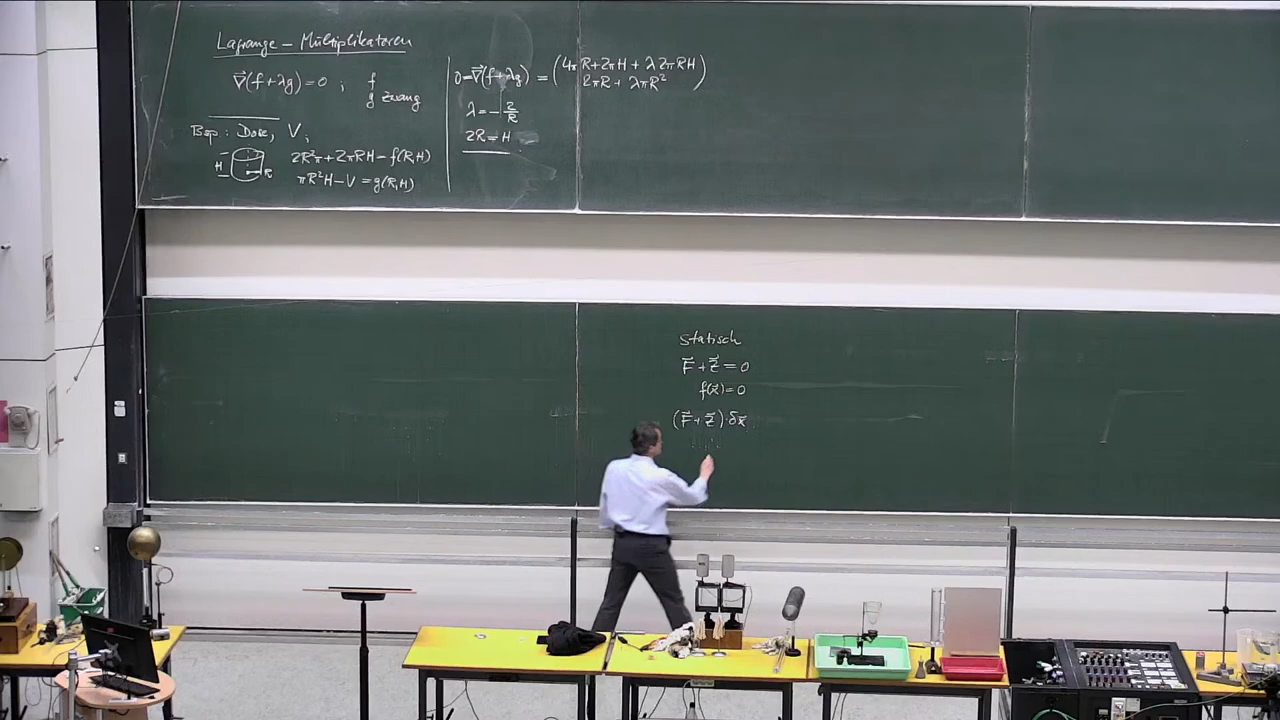 Lagrange - Multiplikatoren
∇⃗(f+λg)=0 ; f
g Zwang
Bsp: Dose, V,
H R
2R²π+2πRH = f(R,H)
πR²H-V = g(R,H)
0=∇⃗(f+λg) = (4πR+2πH+λ2πRH
2πR+λπR²)
λ=-2/R
2R=H
Statisch
F⃗+Z⃗=0
f(x⃗)=0
(F⃗+Z⃗)·δx⃗